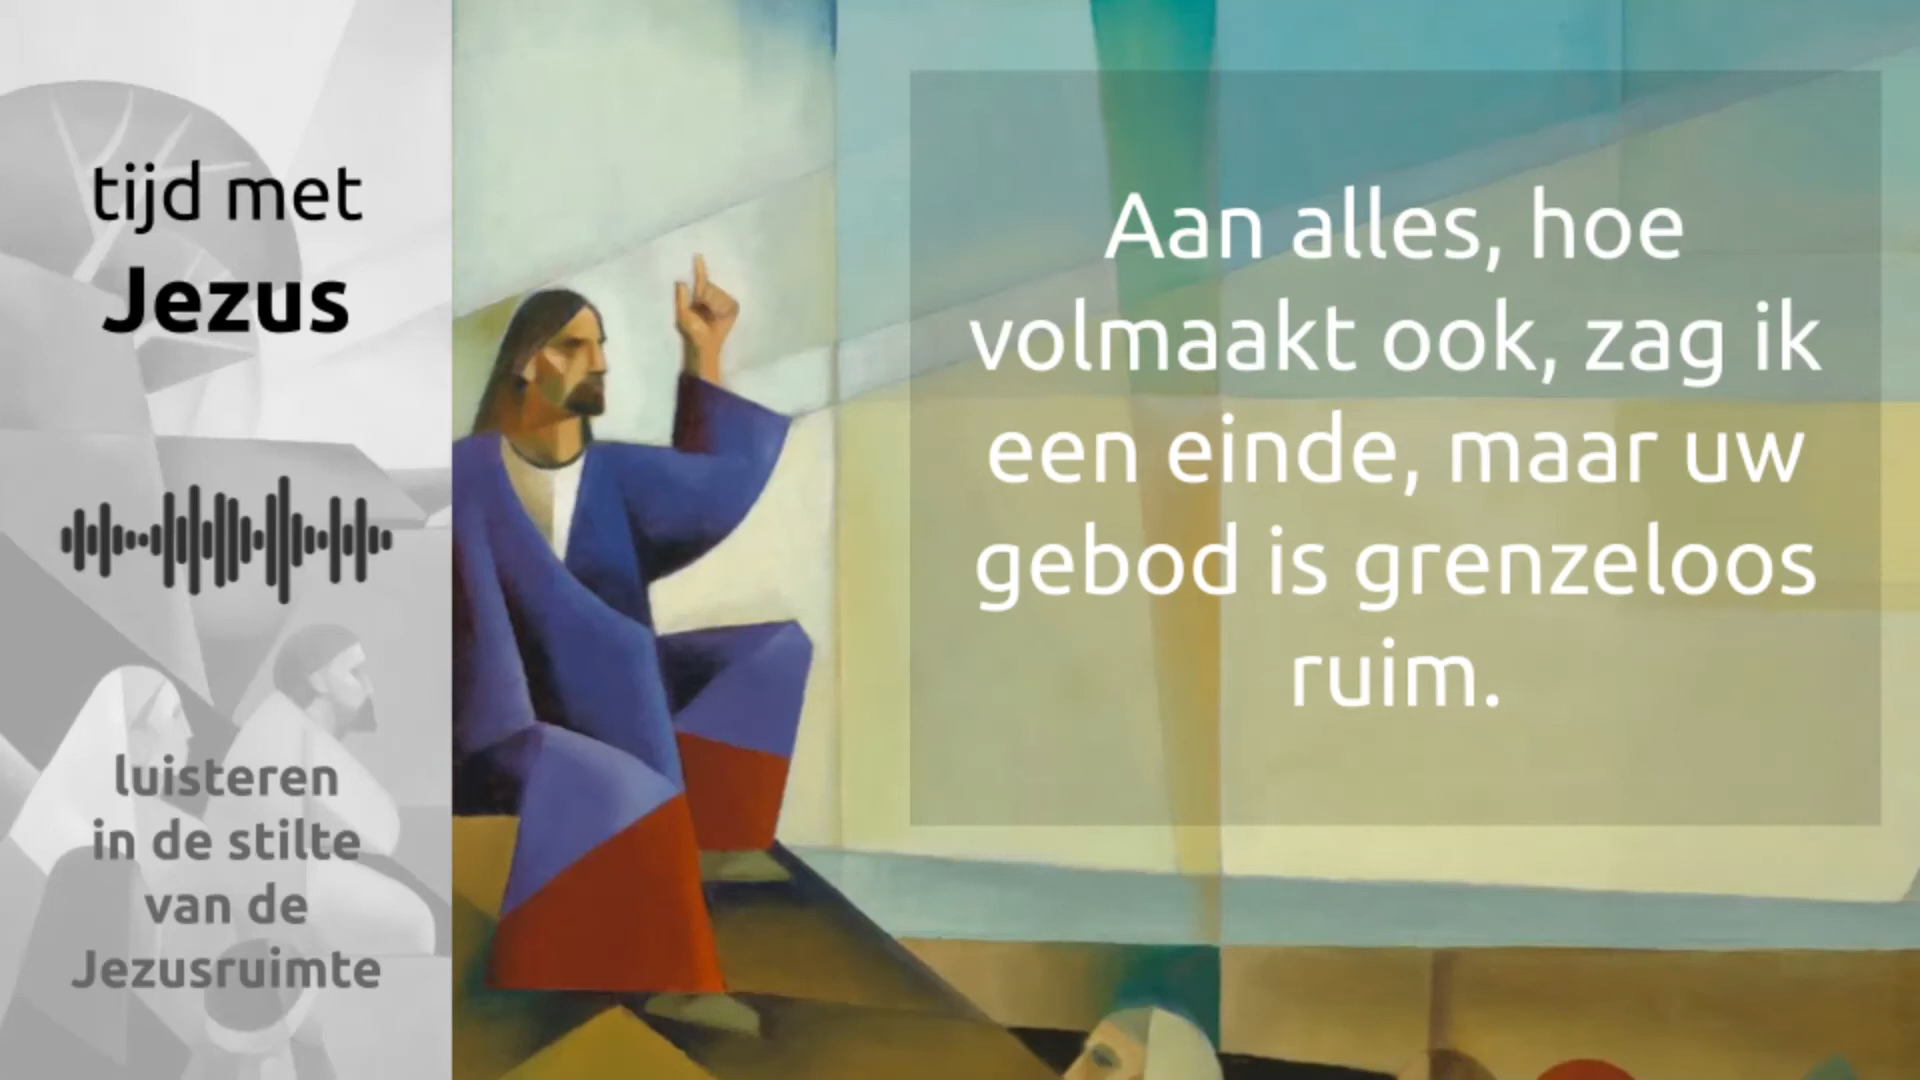 tijd met
Jezus
luisteren
in de stilte
van de
Jezusruimte
Aan alles, hoe
volmaakt ook, zag ik
een einde, maar uw
gebod is grenzeloos
ruim.